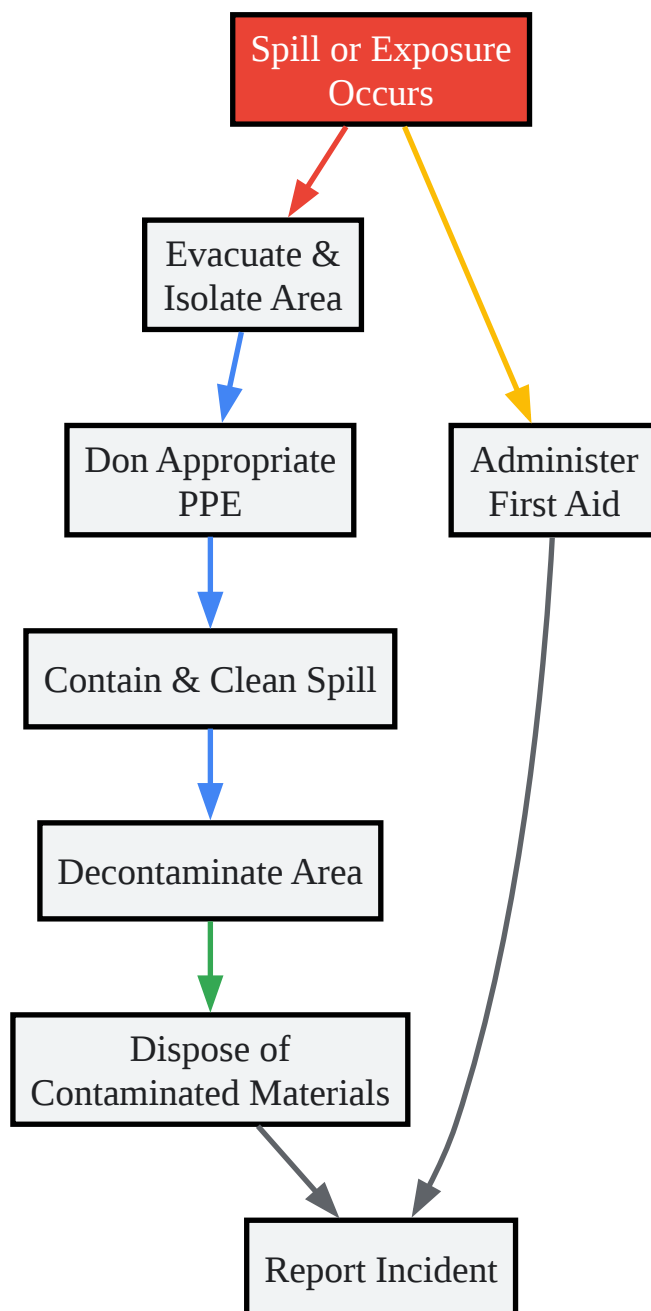 Spill or Exposure
Occurs
Evacuate &
Isolate Area
Don Appropriate
PPE
Administer
First Aid
Contain & Clean Spill
Decontaminate Area
Dispose of
Contaminated Materials
Report Incident